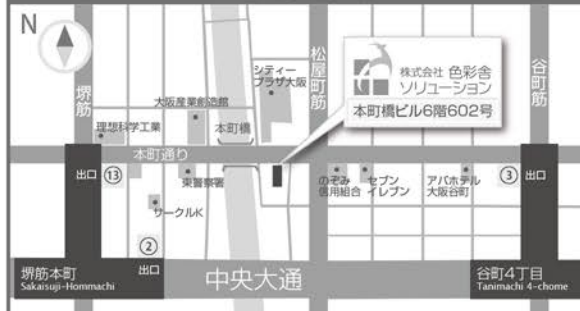 N
堺筋
松屋町筋
谷町筋
株式会社 色彩舎
ソリューション
本町橋ビル6階602号
シティー
プラザ大阪
大阪産業創造館
理想科学工業
本町橋
本町通り
出口
⑬
東警察署
のぞみ
信用組合
セブン
イレブン
アパホテル
大阪谷町
③
出口
サークルK
②
出口
堺筋本町
Sakaisuji-Hommachi
中央大通
谷町4丁目
Tanimachi 4-chome